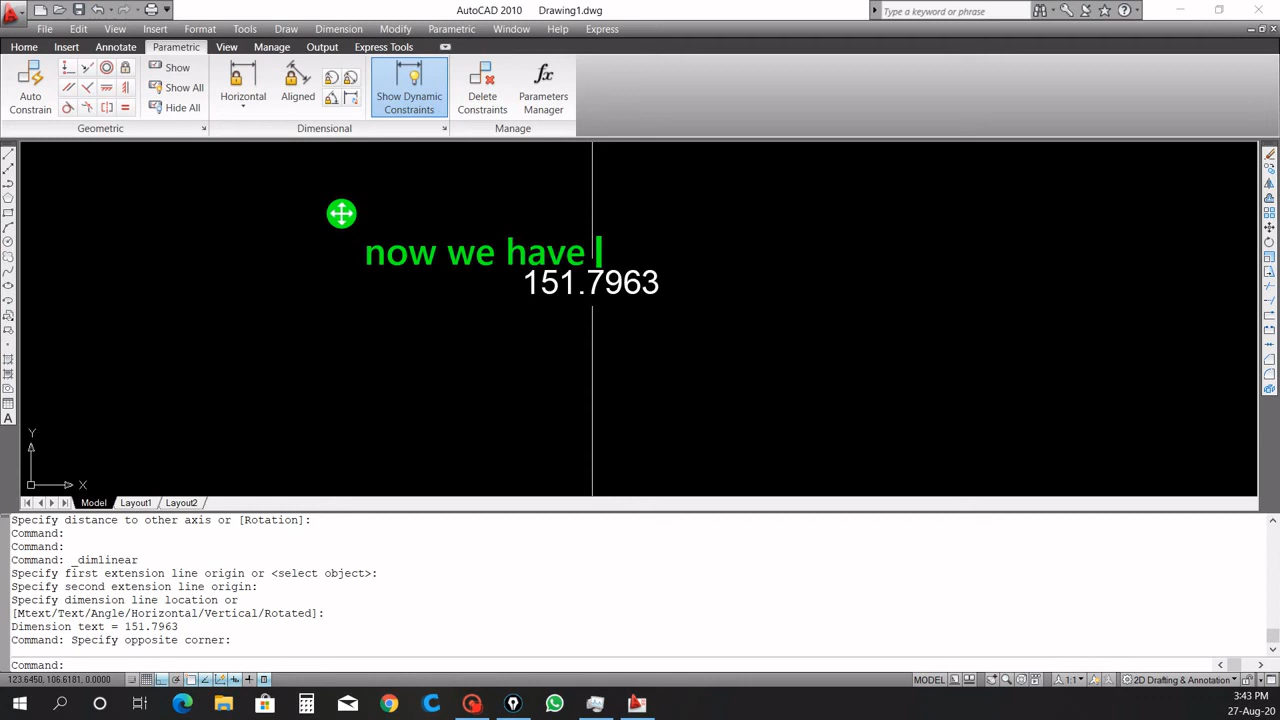 AutoCAD 2010 Drawing1.dwg
Type a keyword or phrase
File Edit View Insert Format Tools Draw Dimension Modify Parametric Window Help Express
Home Insert Annotate Parametric View Manage Output Express Tools
Auto Constrain
Show
Show All
Hide All
Horizontal
Aligned
Show Dynamic Constraints
Delete Constraints
fx
Parameters Manager
Geometric
Dimensional
Manage
now we have
151.7963
Y
X
A
Model Layout1 Layout2
Specify distance to other axis or [Rotation]:
Command:
Command:
Command: _dimlinear
Specify first extension line origin or <select object>:
Specify second extension line origin:
Specify dimension line location or
[Mtext/Text/Angle/Horizontal/Vertical/Rotated]:
Dimension text = 151.7963
Command: Specify opposite corner:
Command:
123.6450, 106.6181, 0.0000
MODEL
1:1
2D Drafting & Annotation
3:43 PM
27-Aug-20